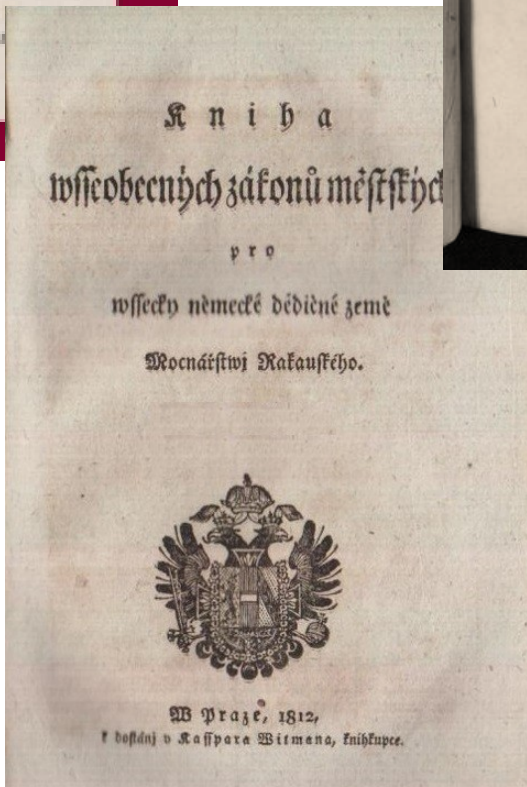 Kniha
wsseobecných zákonů městských
pro
wssecky německé dědičné země
Mocnářstwj Rakauského.
W Praze, 1812,
k dostánj v Kasspara Witmana, knihkupce.